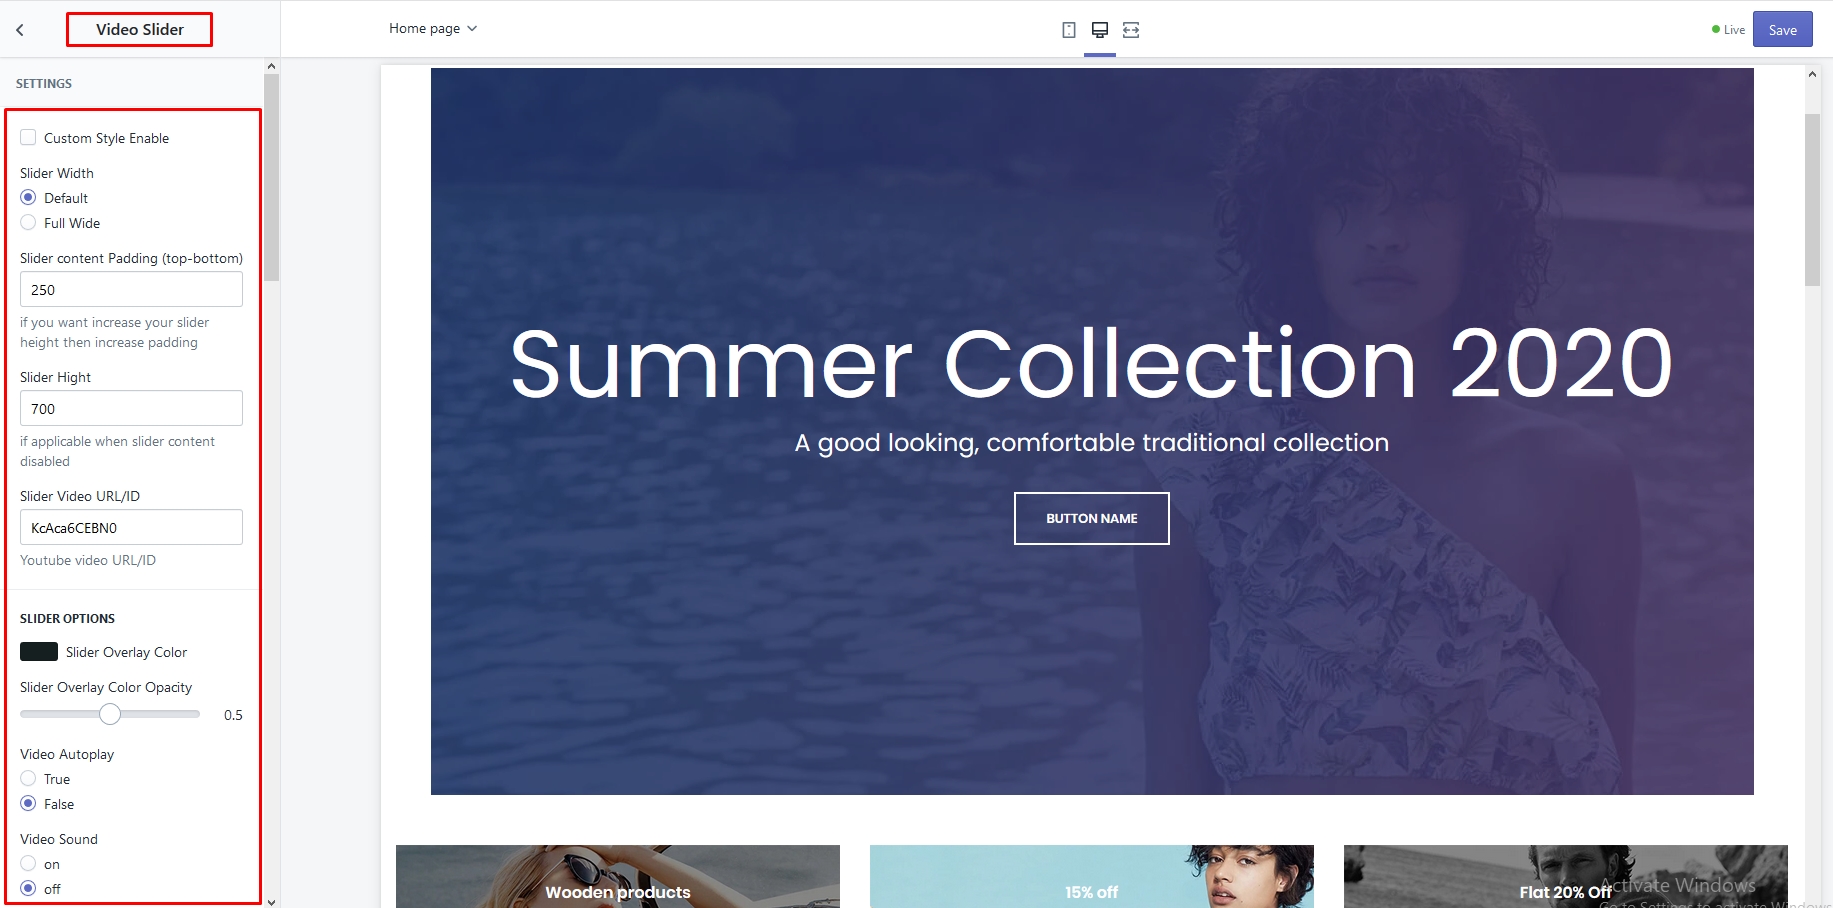 Video Slider
Home page
Live
Save
SETTINGS
Custom Style Enable
Slider Width
Default
Full Wide
Slider content Padding (top-bottom)
250
if you want increase your slider
height then increase padding
Slider Hight
700
if applicable when slider content
disabled
Slider Video URL/ID
KcAca6CEBN0
Youtube video URL/ID
SLIDER OPTIONS
Slider Overlay Color
Slider Overlay Color Opacity
0.5
Video Autoplay
True
False
Video Sound
on
off
Summer Collection 2020
A good looking, comfortable traditional collection
BUTTON NAME
Wooden products
15% off
Flat 20% Off
Activate Windows
Go to Settings to activate Windows